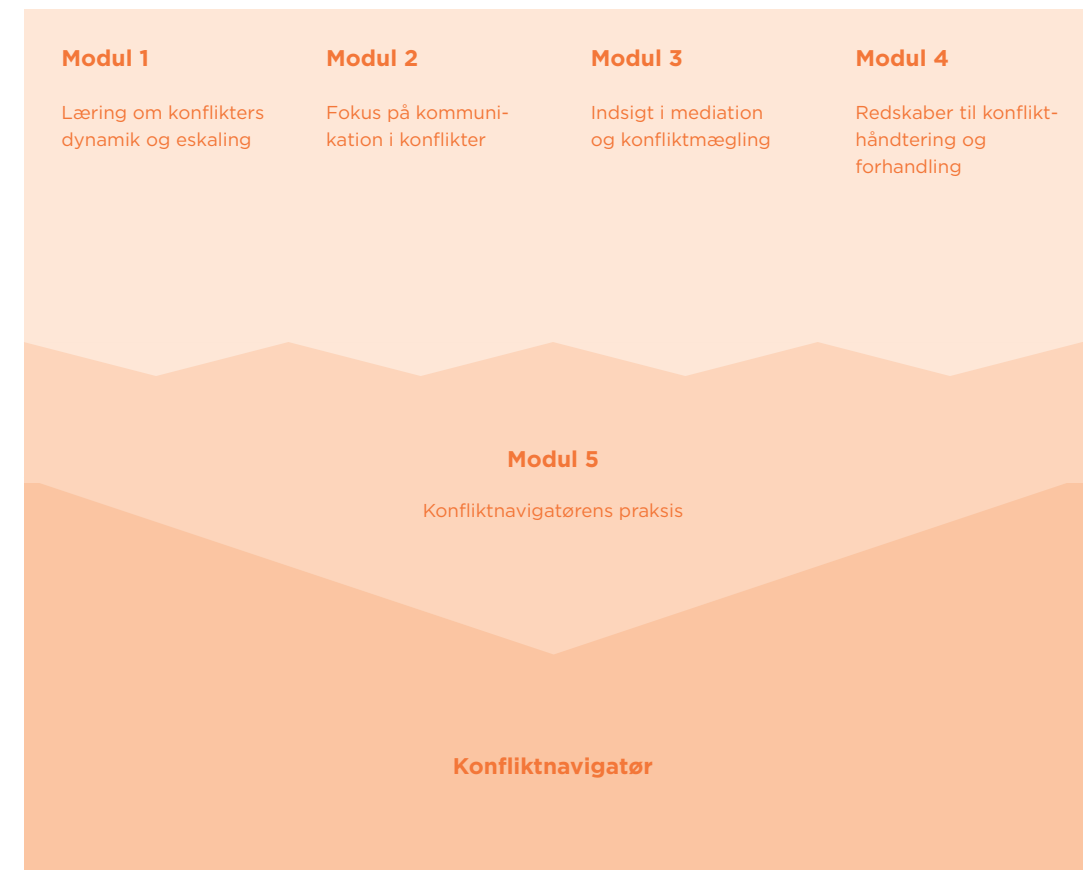 Modul 1
Læring om konflikters
dynamik og eskaling
Modul 2
Fokus på kommuni-
kation i konflikter
Modul 3
Indsigt i mediation
og konfliktmægling
Modul 4
Redskaber til konflikt-
håndtering og
forhandling
Modul 5
Konfliktnavigatørens praksis
Konfliktnavigatør